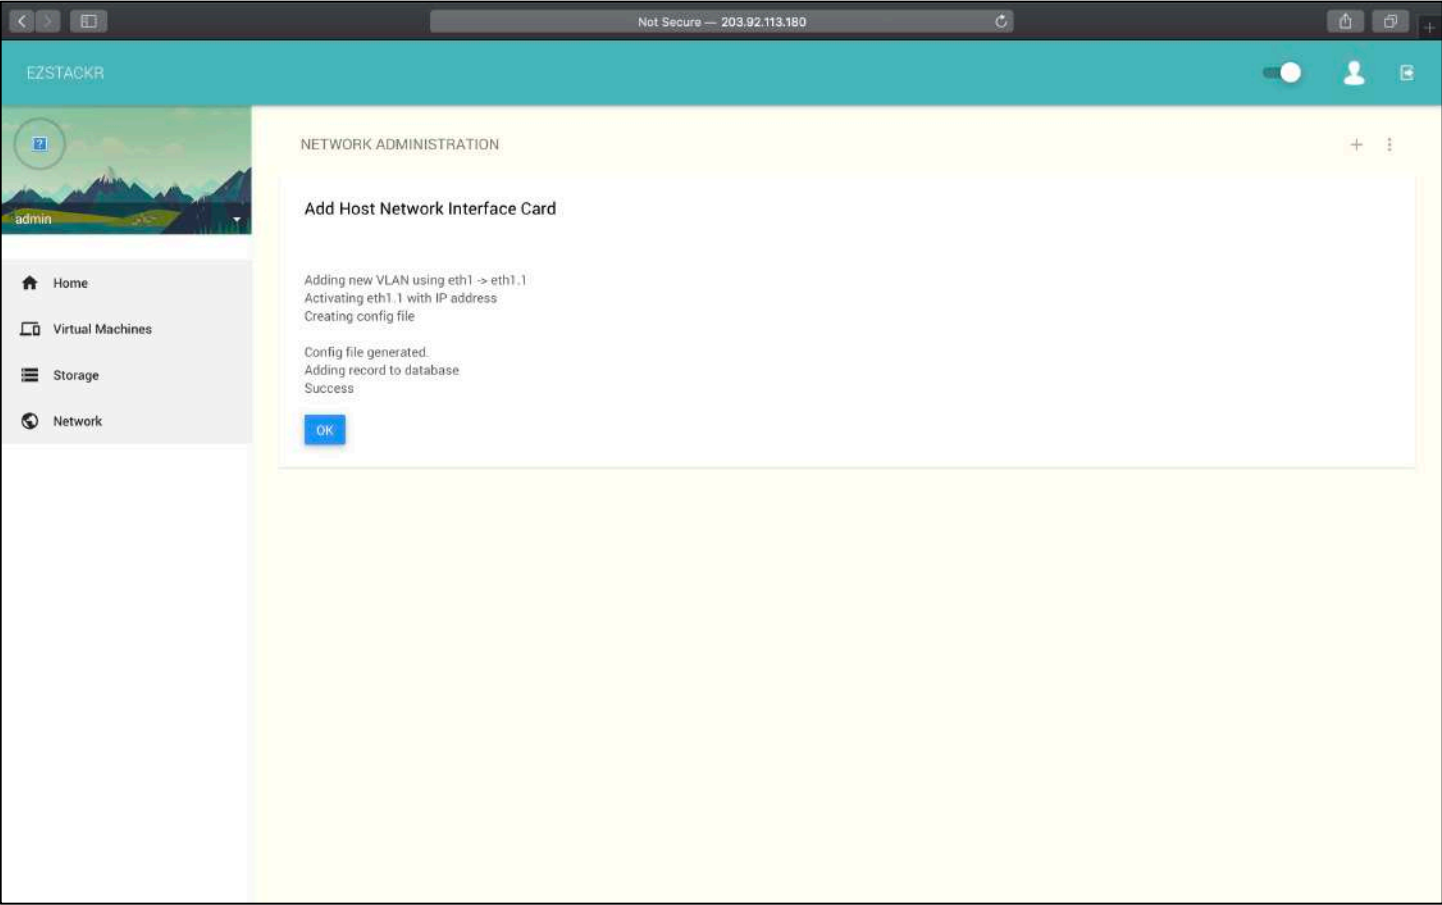 Not Secure — 203.92.113.180
EZSTACKR
NETWORK ADMINISTRATION
admin
Add Host Network Interface Card
Home
Virtual Machines
Storage
Network
Adding new VLAN using eth1 -> eth1.1
Activating eth1.1 with IP address
Creating config file
Config file generated.
Adding record to database
Success
OK